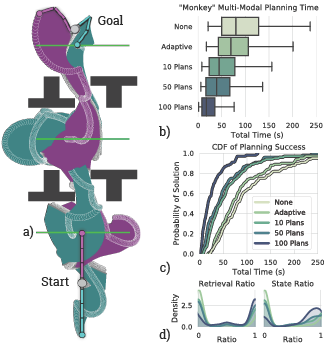 Goal
a)
Start
"Monkey" Multi-Modal Planning Time
None
Adaptive
10 Plans
50 Plans
100 Plans
0 50 100 150 200 250
Total Time (s)
b)
CDF of Planning Success
Probability of Solution
1.0
0.8
0.6
0.4
0.2
0.0
None
Adaptive
10 Plans
50 Plans
100 Plans
0 50 100 150 200 250
Total Time (s)
c)
Retrieval Ratio
State Ratio
Density
5.0
2.5
0.0
0 1 0 1
Ratio Ratio
d)